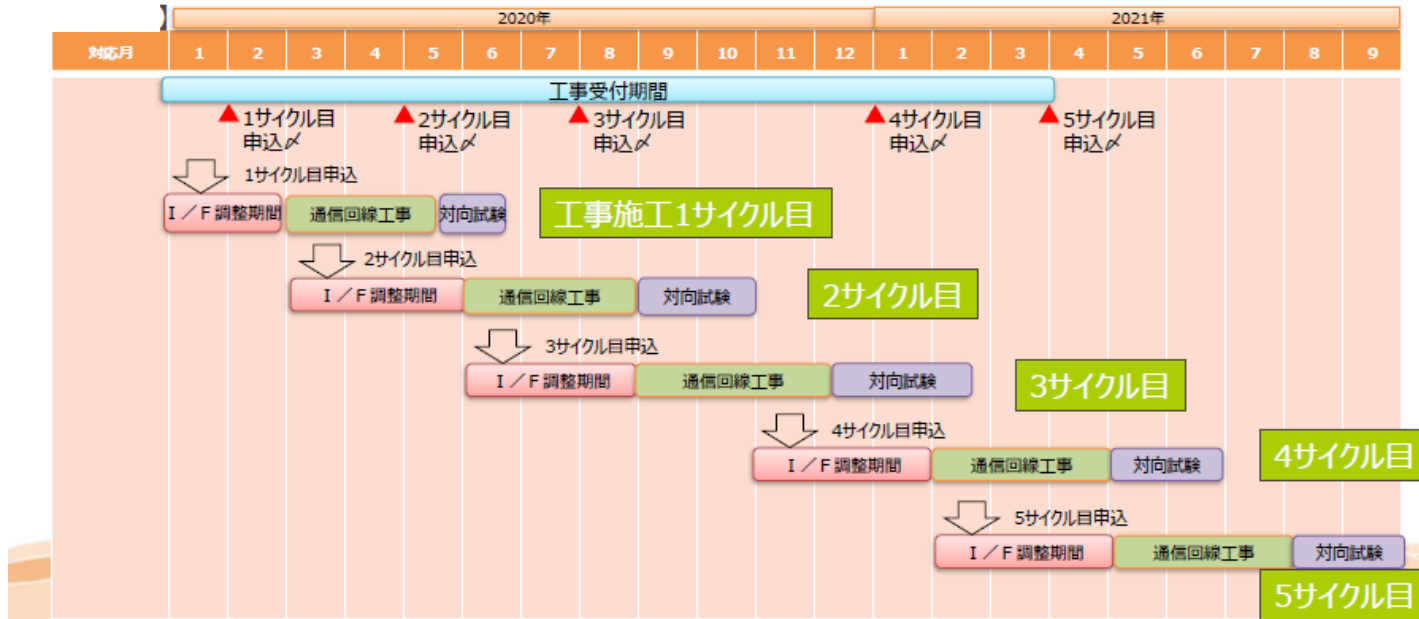 】
2020年 2021年
対応月 1 2 3 4 5 6 7 8 9 10 11 12 1 2 3 4 5 6 7 8 9
工事受付期間
1サイクル目
申込〆
2サイクル目
申込〆
3サイクル目
申込〆
4サイクル目
申込〆
5サイクル目
申込〆
1サイクル目申込
I/F調整期間 通信回線工事 対向試験 工事施工1サイクル目
2サイクル目申込
I/F調整期間 通信回線工事 対向試験 2サイクル目
3サイクル目申込
I/F調整期間 通信回線工事 対向試験 3サイクル目
4サイクル目申込
I/F調整期間 通信回線工事 対向試験 4サイクル目
5サイクル目申込
I/F調整期間 通信回線工事 対向試験
5サイクル目